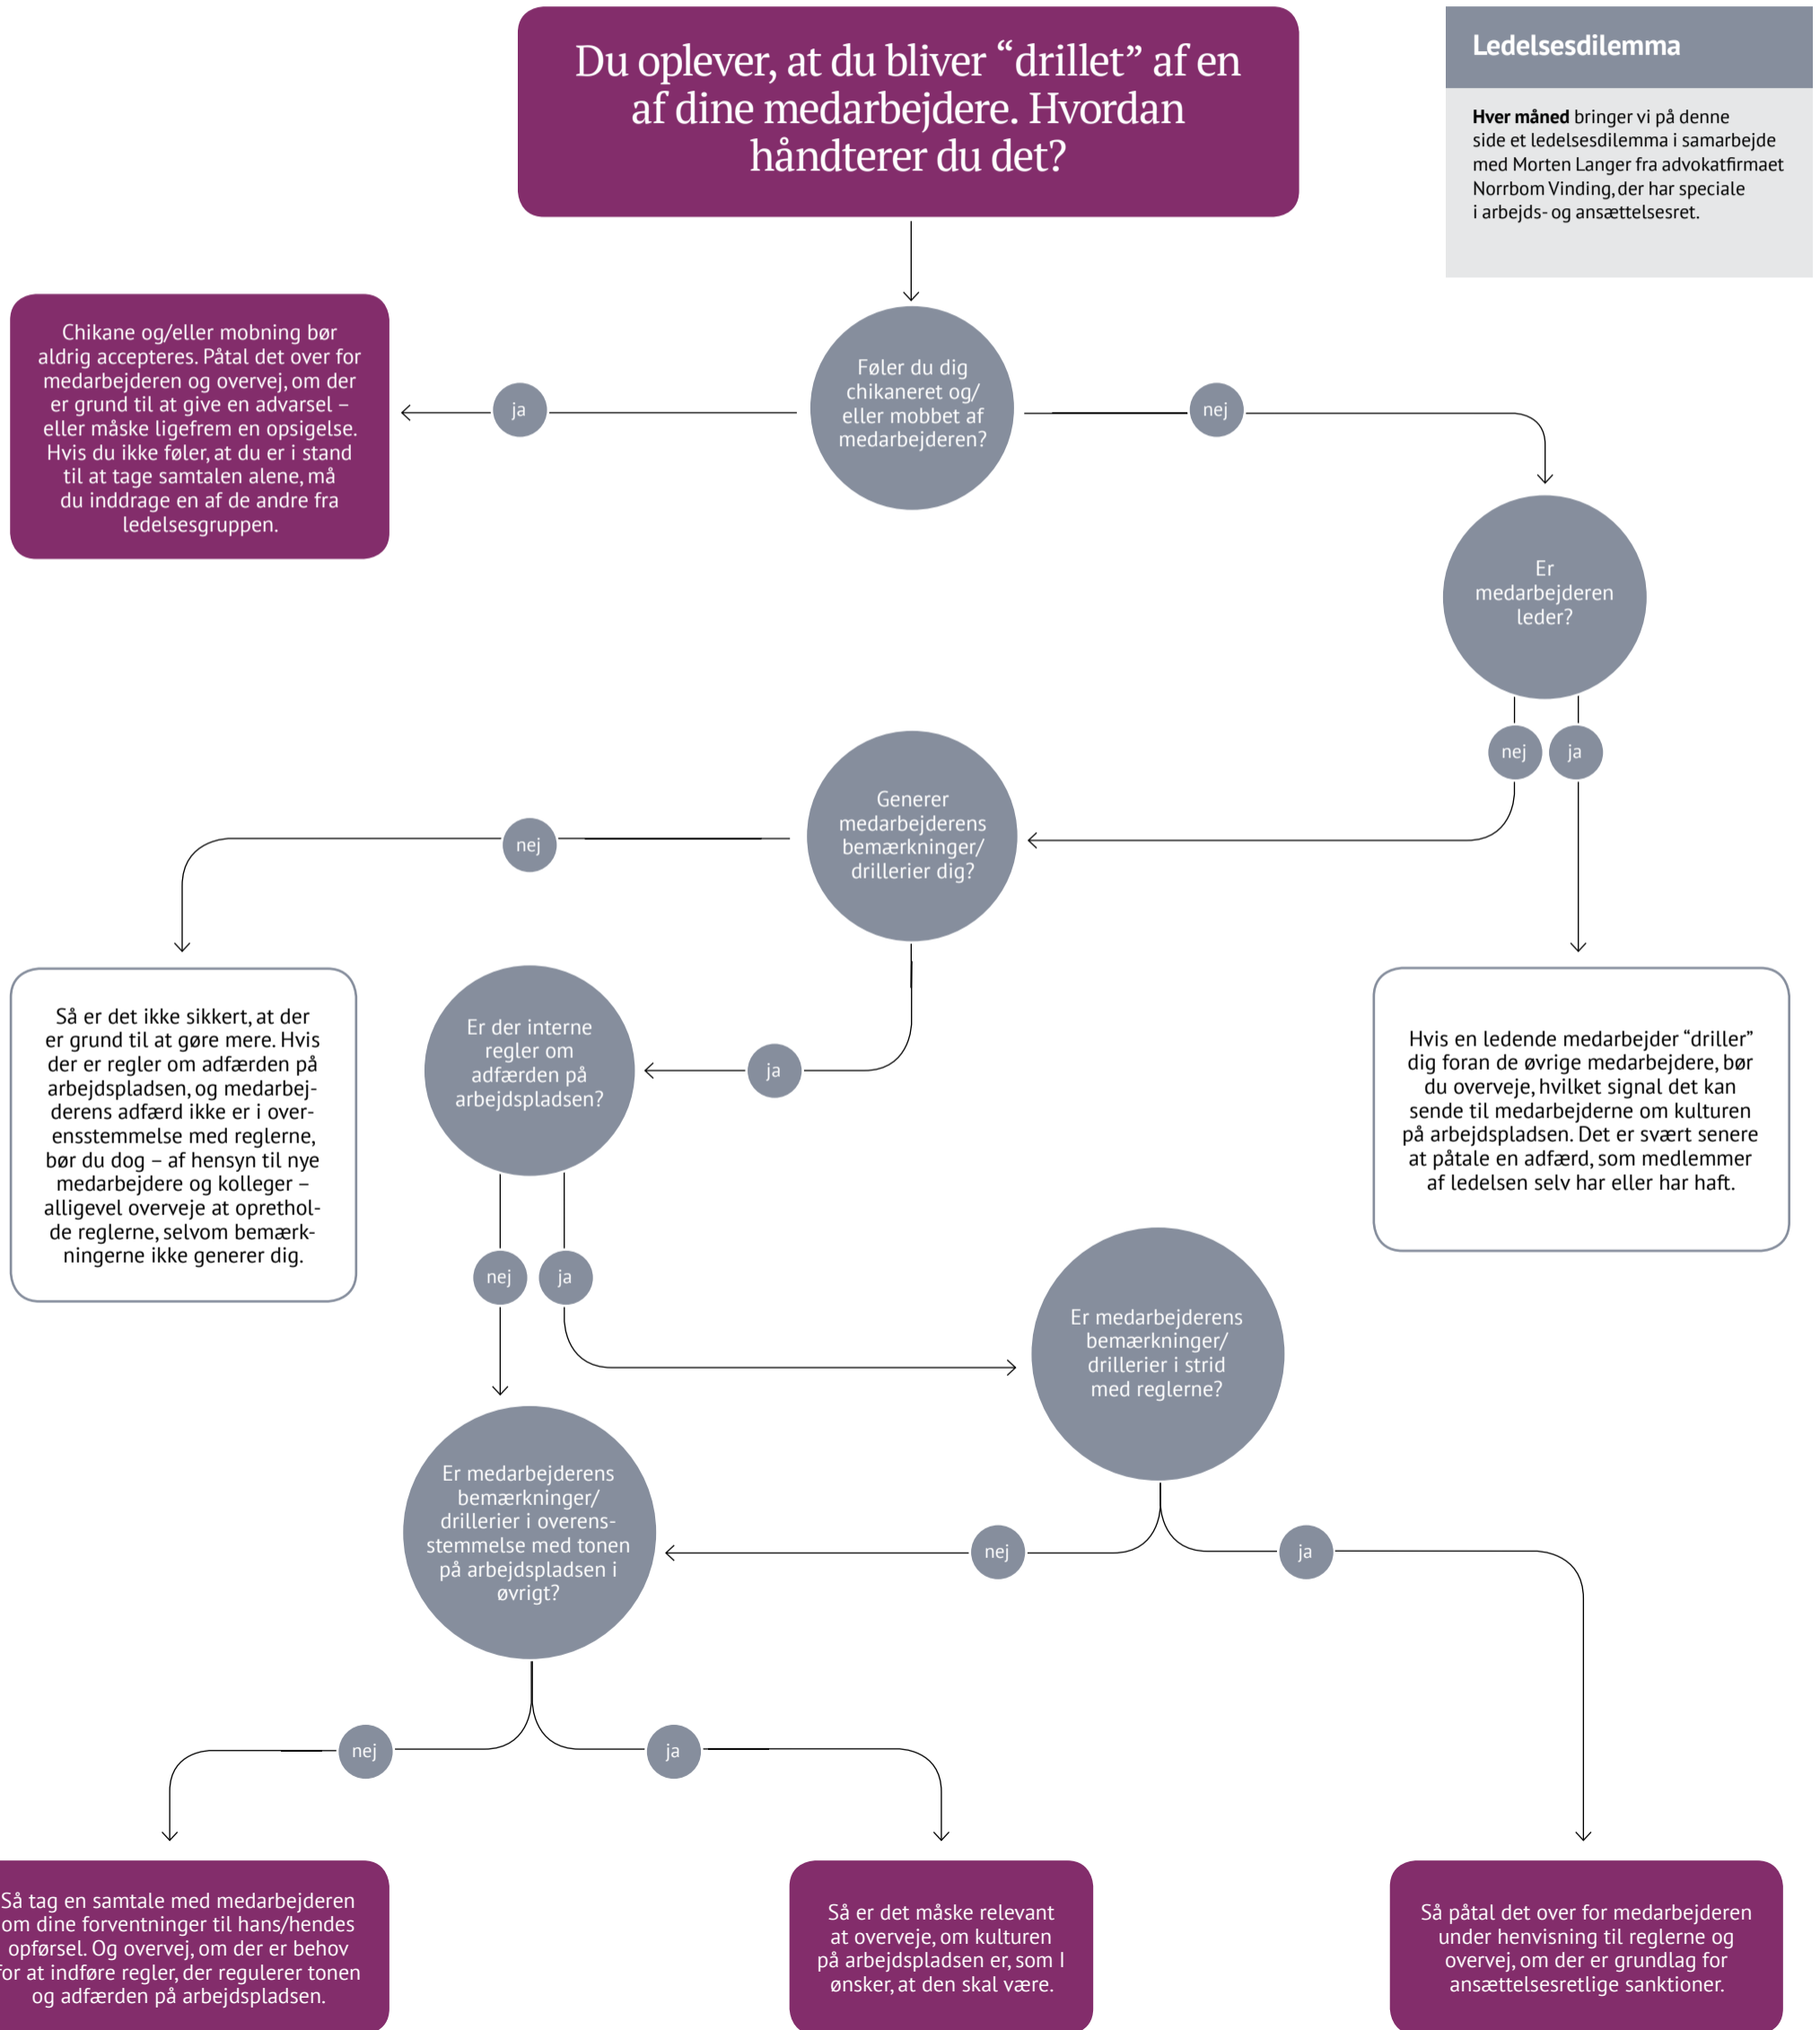 Du oplever, at du bliver “drillet” af en
af dine medarbejdere. Hvordan
håndterer du det?
Ledelsesdilemma
Hver måned bringer vi på denne
side et ledelsesdilemma i samarbejde
med Morten Langer fra advokatfirmaet
Norrbom Vinding, der har speciale
i arbejds- og ansættelsesret.
Chikane og/eller mobning bør
aldrig accepteres. Påtal det over for
medarbejderen og overvej, om der
er grund til at give en advarsel –
eller måske ligefrem en opsigelse.
Hvis du ikke føler, at du er i stand
til at tage samtalen alene, må
du inddrage en af de andre fra
ledelsesgruppen.
ja
Føler du dig
chikaneret og/
eller mobbet af
medarbejderen?
nej
Er
medarbejderen
leder?
nej
ja
Generer
medarbejderens
bemærkninger/
drillerier dig?
nej
Så er det ikke sikkert, at der
er grund til at gøre mere. Hvis
der er regler om adfærden på
arbejdspladsen, og medarbej-
derens adfærd ikke er i over-
ensstemmelse med reglerne,
bør du dog – af hensyn til nye
medarbejdere og kolleger –
alligevel overveje at oprethol-
de reglerne, selvom bemærk-
ningerne ikke generer dig.
Er der interne
regler om
adfærden på
arbejdspladsen?
ja
Hvis en ledende medarbejder “driller”
dig foran de øvrige medarbejdere, bør
du overveje, hvilket signal det kan
sende til medarbejderne om kulturen
på arbejdspladsen. Det er svært senere
at påtale en adfærd, som medlemmer
af ledelsen selv har eller har haft.
nej
ja
Er medarbejderens
bemærkninger/
drillerier i strid
med reglerne?
Er medarbejderens
bemærkninger/
drillerier i overens-
stemmelse med tonen
på arbejdspladsen i
øvrigt?
nej
ja
nej
ja
Så tag en samtale med medarbejderen
om dine forventninger til hans/hendes
opførsel. Og overvej, om der er behov
for at indføre regler, der regulerer tonen
og adfærden på arbejdspladsen.
Så er det måske relevant
at overveje, om kulturen
på arbejdspladsen er, som I
ønsker, at den skal være.
Så påtal det over for medarbejderen
under henvisning til reglerne og
overvej, om der er grundlag for
ansættelsesretlige sanktioner.